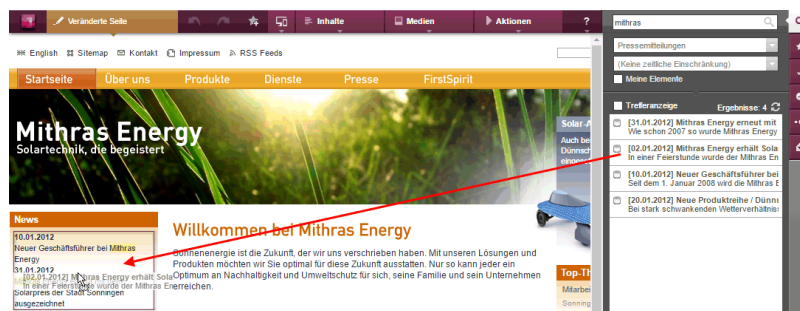 Veränderte Seite
Inhalte
Medien
Aktionen
?
English
Sitemap
Kontakt
Impressum
RSS Feeds
Startseite
Über uns
Produkte
Dienste
Presse
FirstSpirit
Mithras Energy
Solartechnik, die begeistert
Solar-A
Auch be
Dünnsch
News
10.01.2012
Neuer Geschäftsführer bei Mithras
Energy
31.01.2012
[02.01.2012] Mithras Energy erhält Sola
In einer Feierstunde wurde der Mithras En
Solarpreis der Stadt Sonningen
ausgezeichnet
Willkommen bei Mithras Energy
Sonnenenergie ist die Zukunft, der wir uns verschrieben haben. Mit unseren Lösungen und
Produkten möchten wir Sie optimal für diese Zukunft ausstatten. Nur so kann jeder ein
Optimum an Nachhaltigkeit und Umweltschutz für sich, seine Familie und sein Unternehmen
erreichen.
Top-Th
Mitarbei
Sonning
mithras
Pressemitteilungen
(Keine zeitliche Einschränkung)
Meine Elemente
Trefferanzeige
Ergebnisse: 4
[31.01.2012] Mithras Energy erneut mit
Wie schon 2007 so wurde Mithras Energy
[02.01.2012] Mithras Energy erhält Sola
In einer Feierstunde wurde der Mithras En
[10.01.2012] Neuer Geschäftsführer bei
Seit dem 1. Januar 2008 wird die Mithras E
[20.01.2012] Neue Produktreihe / Dünn
Bei stark schwankenden Wetterverhältnis